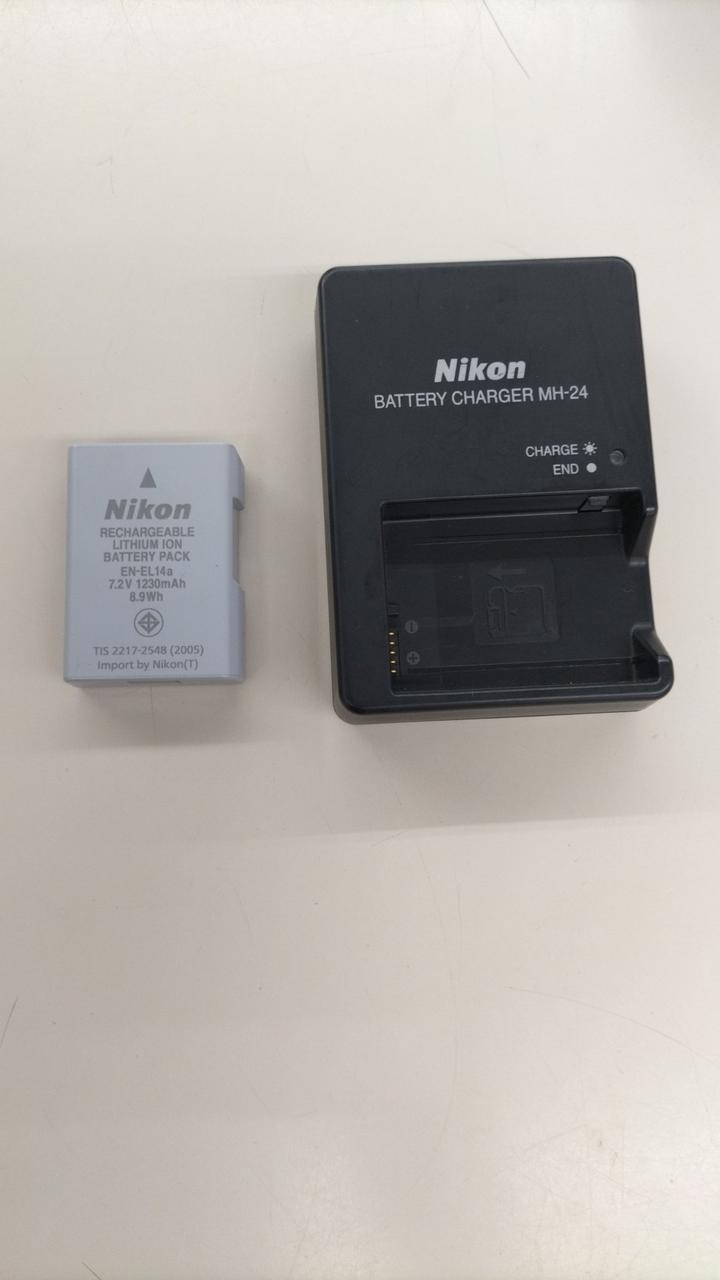 Nikon
RECHARGEABLE
LITHIUM ION
BATTERY PACK
EN-EL14a
7.2V 1230mAh
8.9Wh
TIS 2217-2548 (2005)
Import by Nikon(T)
Nikon
BATTERY CHARGER MH-24
CHARGE
END